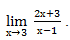 lim x→3 2x+3 / x−1 .